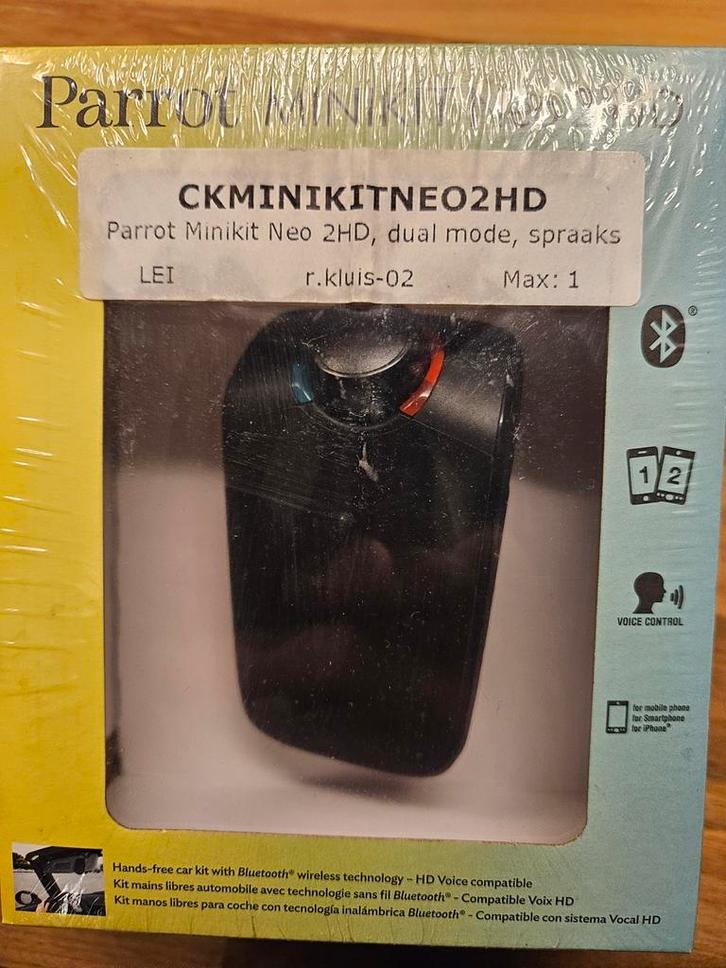 Parrot MINIKIT Neo 2 HD
CKMINIKITNEO2HD
Parrot Minikit Neo 2HD, dual mode, spraaks
LEI r.kluis-02 Max: 1
®
1 2
VOICE CONTROL
for mobile phone
for Smartphone
for iPhone®
Hands-free car kit with Bluetooth® wireless technology – HD Voice compatible
Kit mains libres automobile avec technologie sans fil Bluetooth® - Compatible Voix HD
Kit manos libres para coche con tecnología inalámbrica Bluetooth® - Compatible con sistema Vocal HD